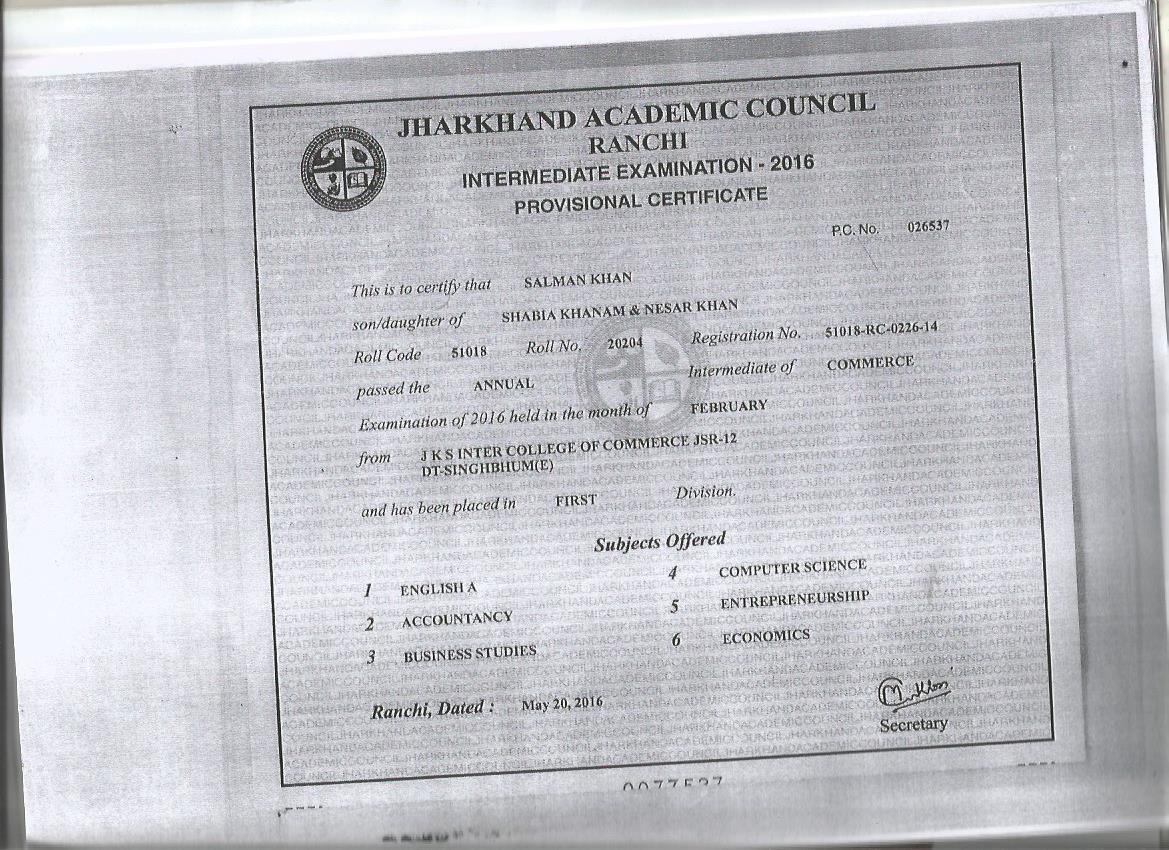 JHARKHAND ACADEMIC COUNCIL
RANCHI
INTERMEDIATE EXAMINATION - 2016
PROVISIONAL CERTIFICATE
P.C. No. 026537
This is to certify that SALMAN KHAN
son/daughter of SHABIA KHANAM & NESAR KHAN
Roll Code 51018 Roll No. 20204 Registration No. 51018-RC-0226-14
passed the ANNUAL Intermediate of COMMERCE
Examination of 2016 held in the month of FEBRUARY
from J K S INTER COLLEGE OF COMMERCE JSR-12
DT-SINGHBHUM(E)
and has been placed in FIRST Division.
Subjects Offered
1 ENGLISH A
2 ACCOUNTANCY
3 BUSINESS STUDIES
4 COMPUTER SCIENCE
5 ENTREPRENEURSHIP
6 ECONOMICS
Ranchi, Dated : May 20, 2016
Secretary